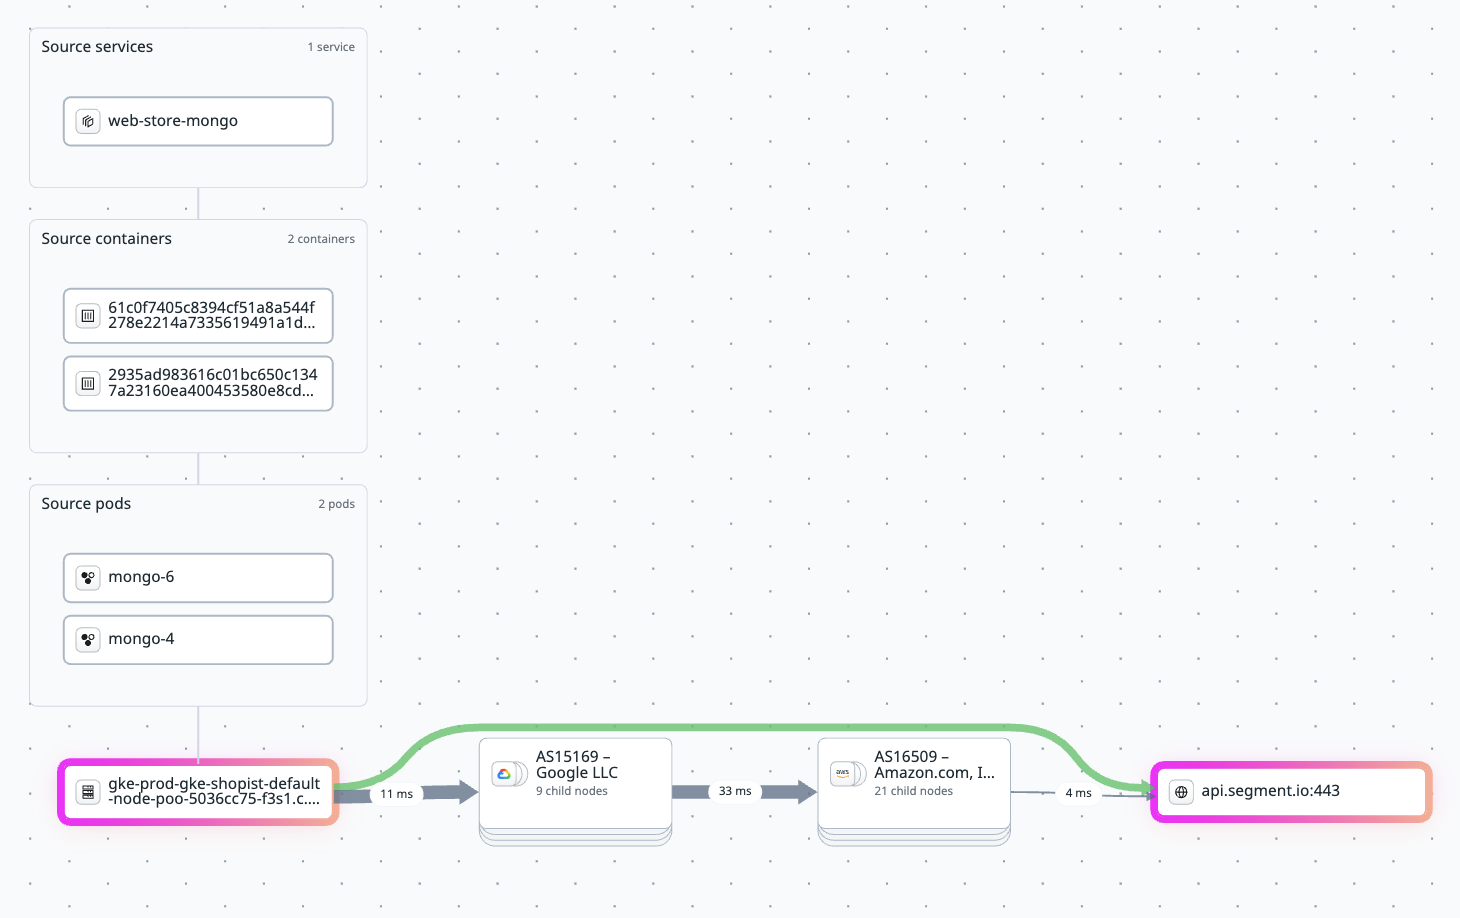 Source services
1 service
web-store-mongo
Source containers
2 containers
61c0f7405c8394cf51a8a544f
278e2214a7335619491a1d...
2935ad983616c01bc650c134
7a23160ea400453580e8cd...
Source pods
2 pods
mongo-6
mongo-4
gke-prod-gke-shopist-default
-node-poo-5036cc75-f3s1.c....
11 ms
AS15169 –
Google LLC
9 child nodes
33 ms
aws
AS16509 –
Amazon.com, I...
21 child nodes
4 ms
api.segment.io:443